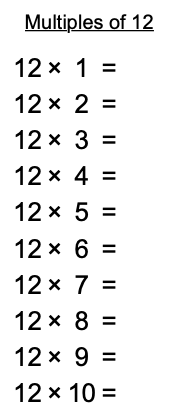 Multiples of 12
12 × 1 =
12 × 2 =
12 × 3 =
12 × 4 =
12 × 5 =
12 × 6 =
12 × 7 =
12 × 8 =
12 × 9 =
12 × 10 =